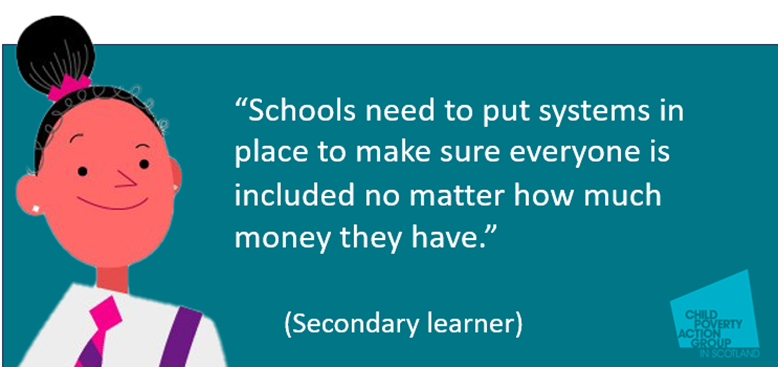 “Schools need to put systems in
place to make sure everyone is
included no matter how much
money they have.”
(Secondary learner)
CHILD
POVERTY
ACTION
GROUP
IN SCOTLAND